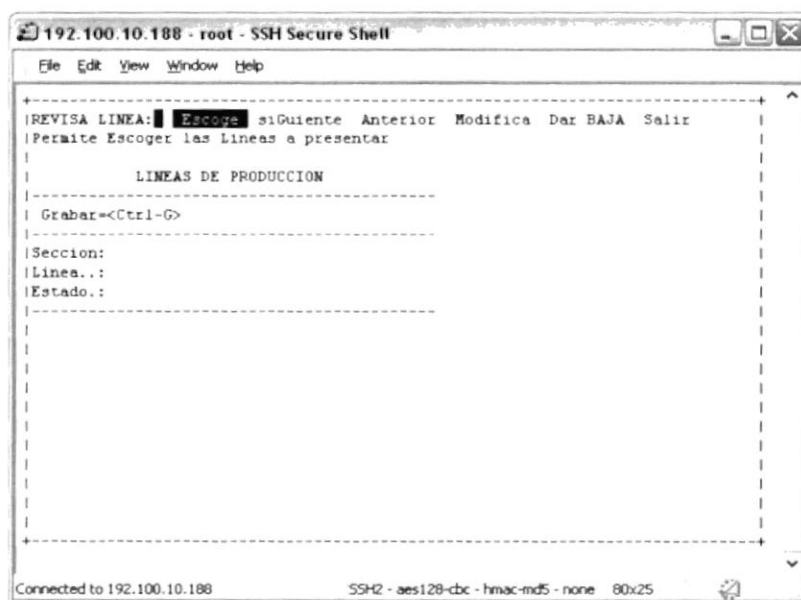 192.100.10.188 - root - SSH Secure Shell
File Edit View Window Help
REVISA LINEA: Escoge siGuiente Anterior Modifica Dar BAJA Salir
Permite Escoger las Lineas a presentar
LINEAS DE PRODUCCION
Grabar=<Ctrl-G>
Seccion:
Linea..:
Estado.:
Connected to 192.100.10.188 SSH2 - aes128-cbc - hmac-md5 - none 80x25